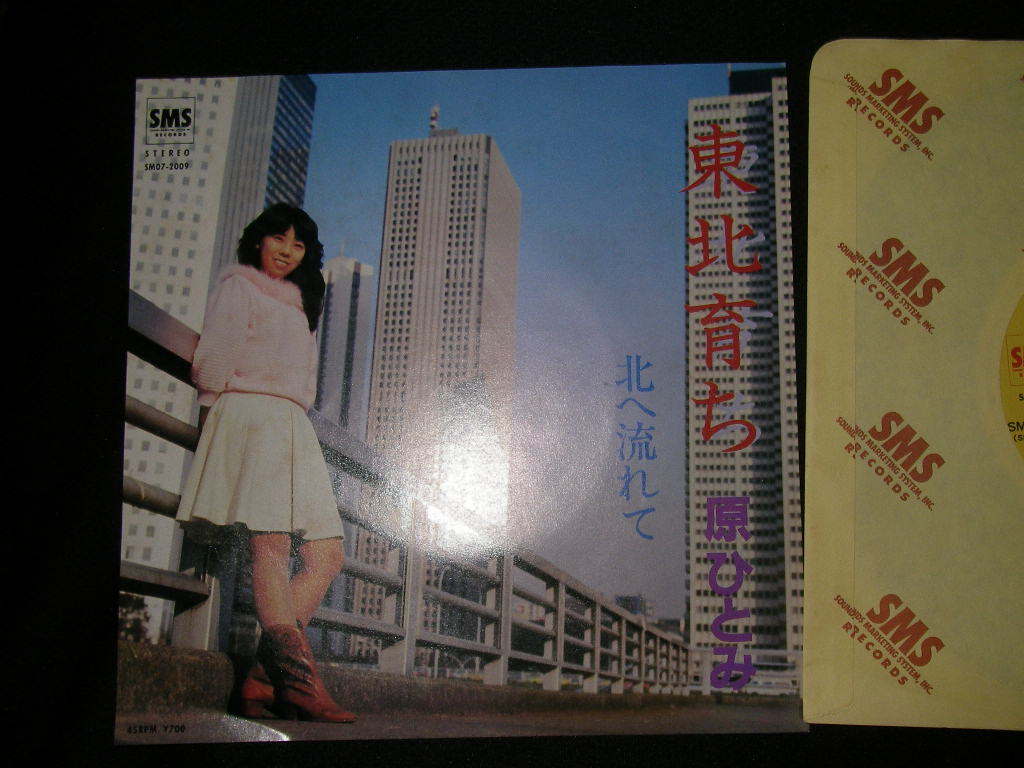 SMS
RECORDS
STEREO
SM07-2009
東北育ち
原ひとみ
北へ流れて
45RPM ¥700
SMS
SOUNDS MARKETING SYSTEM, INC.
RECORDS
SMS
SOUNDS MARKETING SYSTEM, INC.
RECORDS
SMS
SOUNDS MARKETING SYSTEM, INC.
RECORDS
SMS
SOUNDS MARKETING SYSTEM, INC.
RECORDS